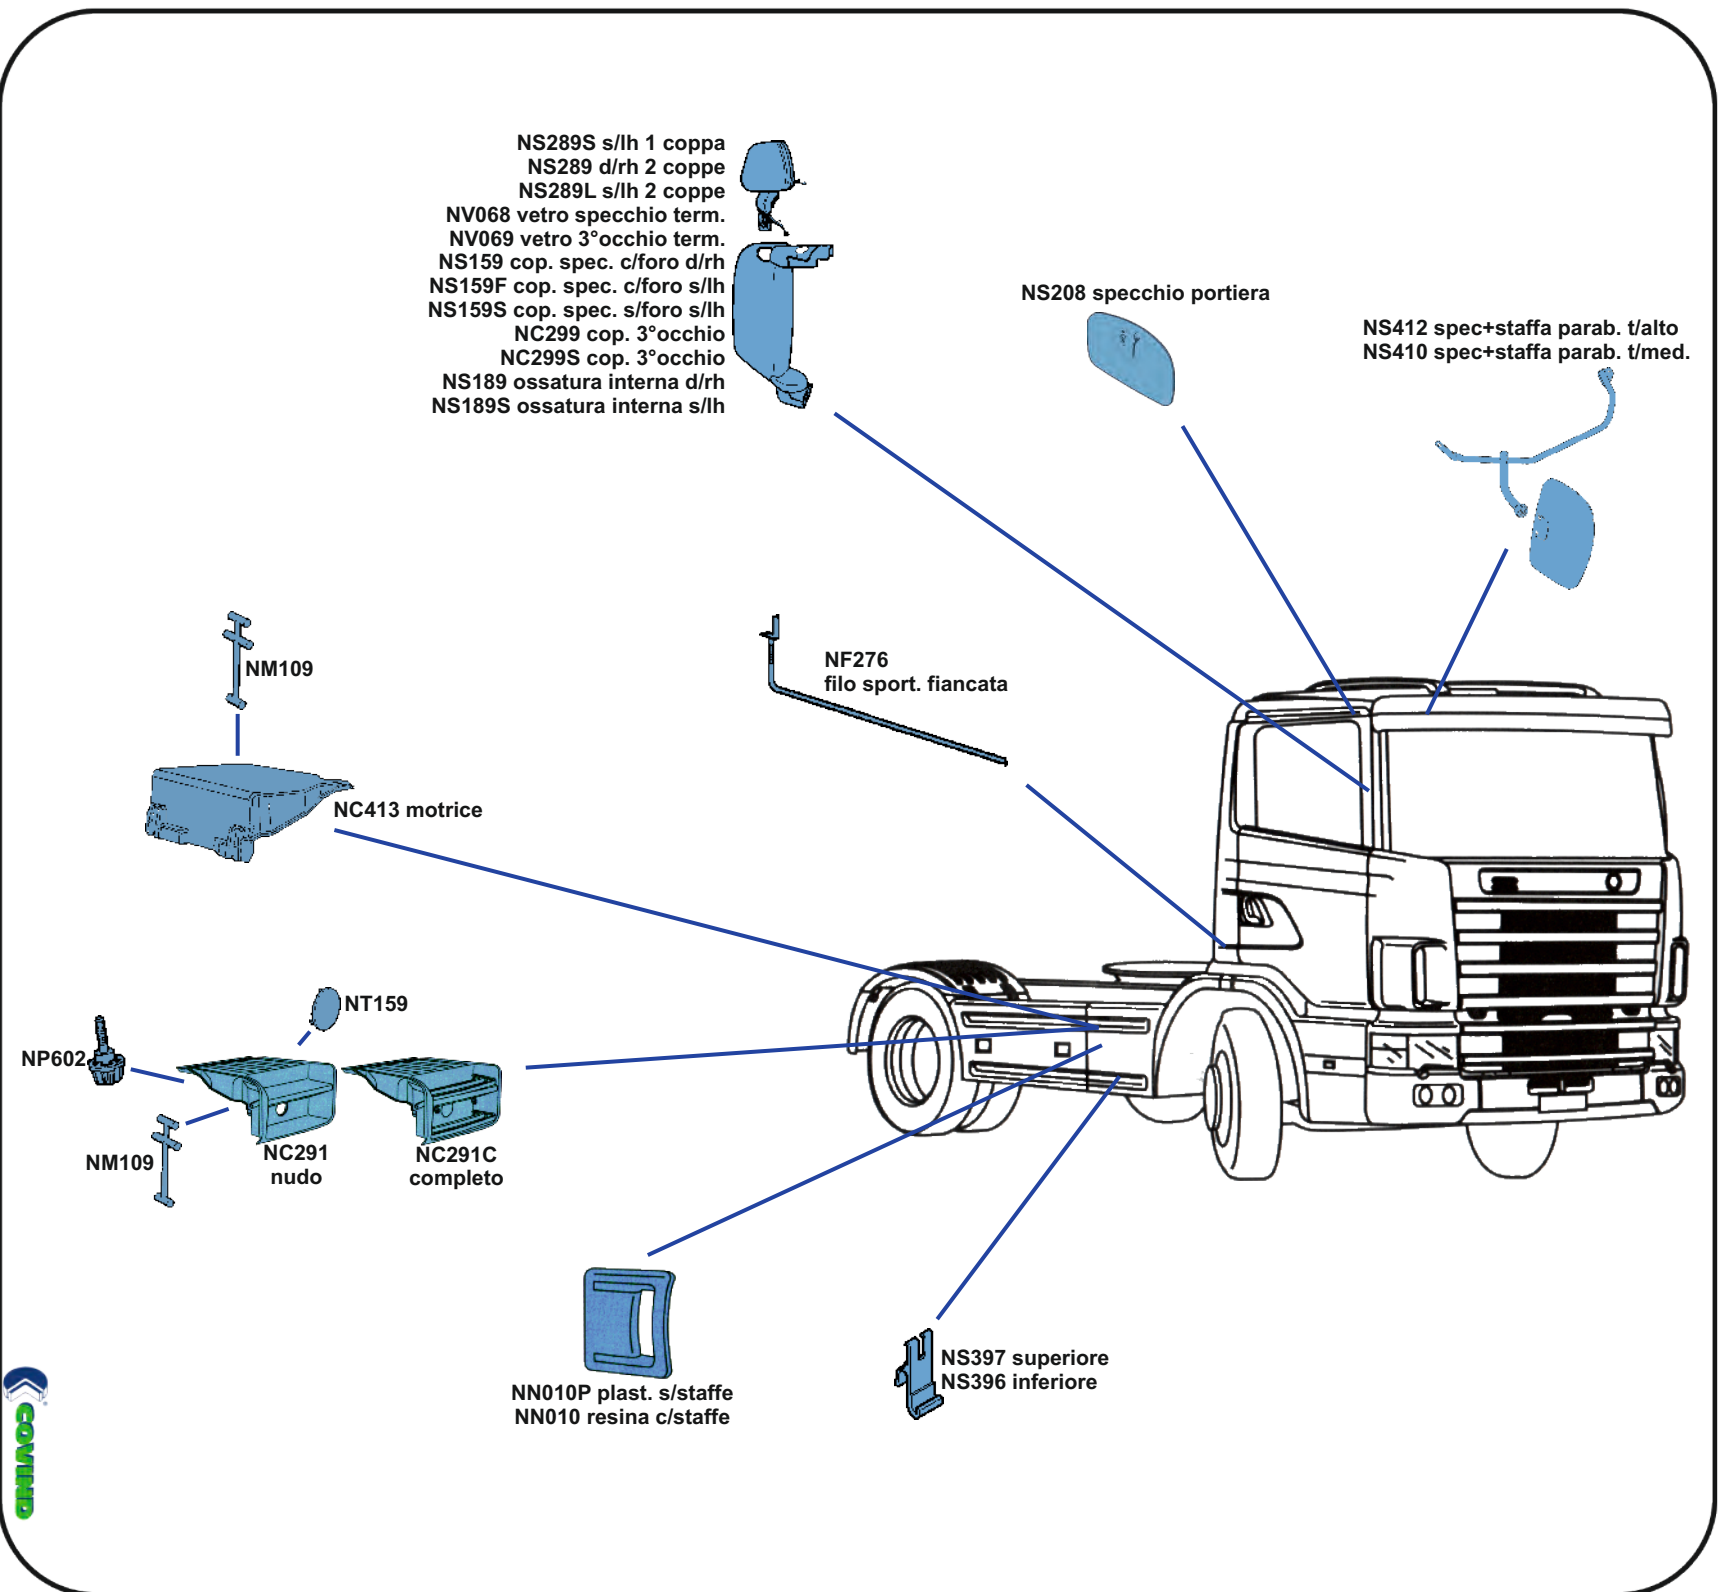 NS289S s/lh 1 coppa
NS289 d/rh 2 coppe
NS289L s/lh 2 coppe
NV068 vetro specchio term.
NV069 vetro 3°occhio term.
NS159 cop. spec. c/foro d/rh
NS159F cop. spec. c/foro s/lh
NS159S cop. spec. s/foro s/lh
NC299 cop. 3°occhio
NC299S cop. 3°occhio
NS189 ossatura interna d/rh
NS189S ossatura interna s/lh
NS208 specchio portiera
NS412 spec+staffa parab. t/alto
NS410 spec+staffa parab. t/med.
NM109
NF276
filo sport. fiancata
NC413 motrice
NT159
NP602
NM109
NC291
nudo
NC291C
completo
NN010P plast. s/staffe
NN010 resina c/staffe
NS397 superiore
NS396 inferiore
COVIND